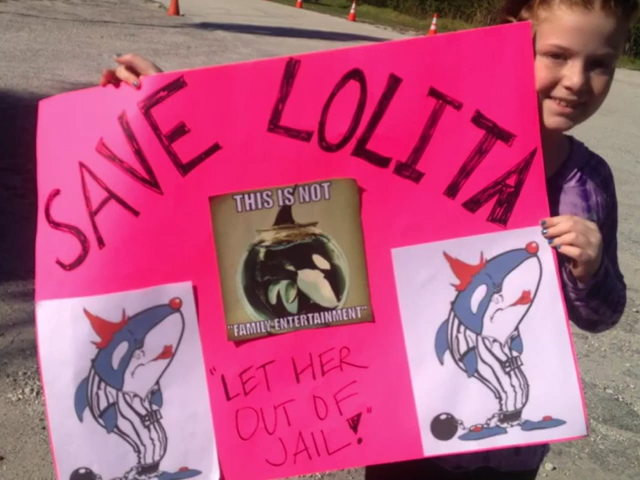 SAVE LOLITA
THIS IS NOT
"FAMILY ENTERTAINMENT"
"LET HER
OUT OF
JAIL!"